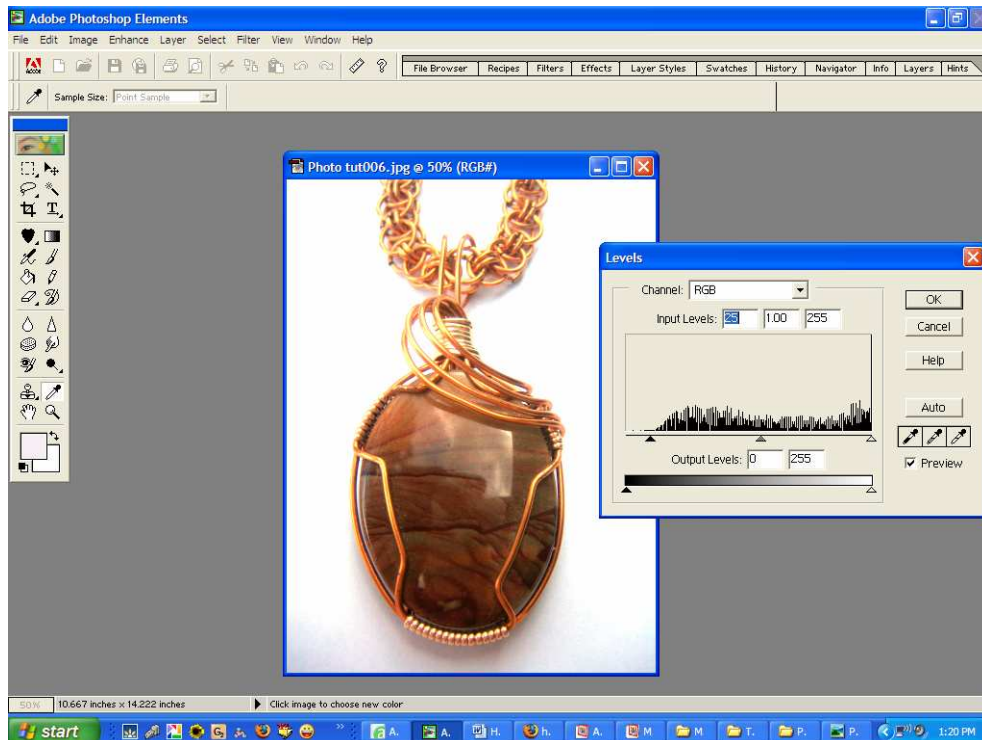 Adobe Photoshop Elements
File Edit Image Enhance Layer Select Filter View Window Help
Adobe
File Browser Recipes Filters Effects Layer Styles Swatches History Navigator Info Layers Hints
Sample Size: Point Sample
Photo tut006.jpg @ 50% (RGB#)
Levels
Channel: RGB
OK
Input Levels: 25 1.00 255
Cancel
Help
Auto
Output Levels: 0 255
Preview
50% 10.667 inches x 14.222 inches Click image to choose new color
start A. A. H. h. A. M M T. P. P. 1:20 PM